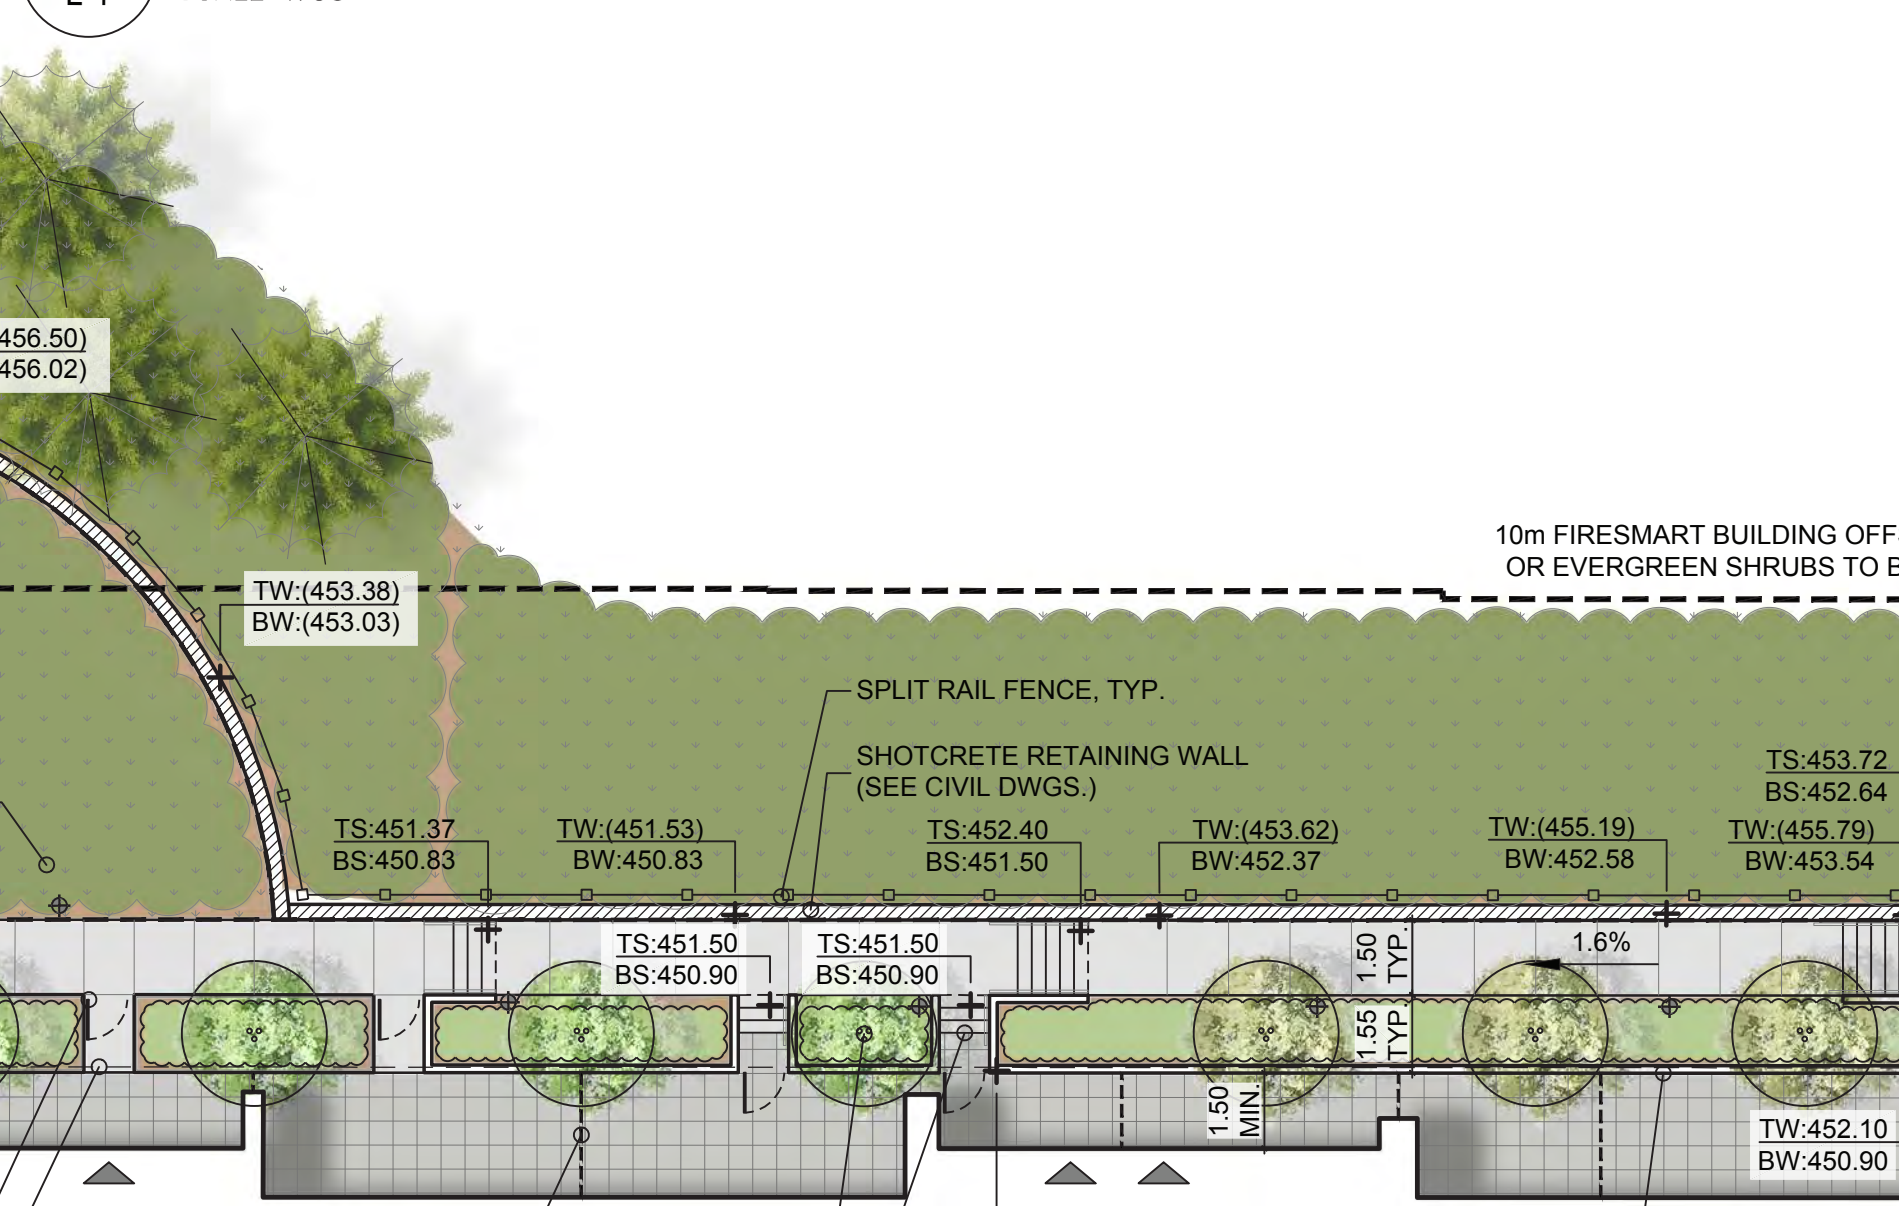 456.50)
456.02)
10m FIRESMART BUILDING
OR EVERGREEN SHRUBS TO
TW:(453.38)
BW:(453.03)
SPLIT RAIL FENCE, TYP.
SHOTCRETE RETAINING WALL
(SEE CIVIL DWGS.)
TS:453.72
BS:452.64
TS:451.37
BS:450.83
TW:(451.53)
BW:450.83
TS:452.40
BS:451.50
TW:(453.62)
BW:452.37
TW:(455.19)
BW:452.58
TW:(455.79)
BW:453.54
TS:451.50
BS:450.90
TS:451.50
BS:450.90
1.50
TYP.
1.6%
1.55
TYP.
1.50
MIN.
TW:452.10
BW:450.90